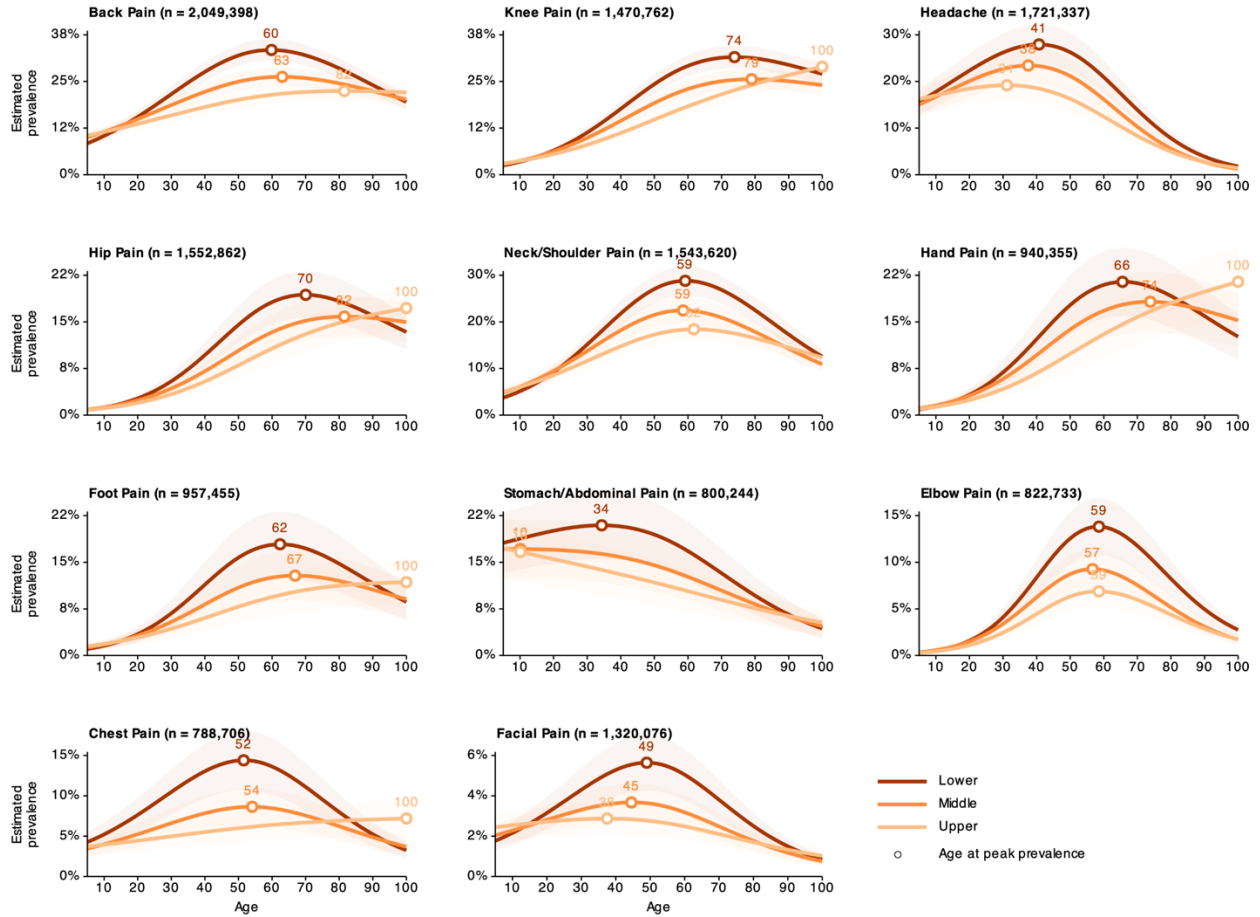 Back Pain (n = 2,049,398)
Estimated
prevalence
38%
25%
12%
0%
60
63
82
10 20 30 40 50 60 70 80 90 100
Knee Pain (n = 1,470,762)
38%
25%
12%
0%
74
79
100
10 20 30 40 50 60 70 80 90 100
Headache (n = 1,721,337)
30%
20%
10%
0%
41
38
31
10 20 30 40 50 60 70 80 90 100
Hip Pain (n = 1,552,862)
Estimated
prevalence
22%
15%
8%
0%
70
82
100
10 20 30 40 50 60 70 80 90 100
Neck/Shoulder Pain (n = 1,543,620)
30%
20%
10%
0%
59
59
62
10 20 30 40 50 60 70 80 90 100
Hand Pain (n = 940,355)
22%
15%
8%
0%
66
74
100
10 20 30 40 50 60 70 80 90 100
Foot Pain (n = 957,455)
Estimated
prevalence
22%
15%
8%
0%
62
67
100
10 20 30 40 50 60 70 80 90 100
Stomach/Abdominal Pain (n = 800,244)
22%
15%
8%
0%
34
10
10 20 30 40 50 60 70 80 90 100
Elbow Pain (n = 822,733)
15%
10%
5%
0%
59
57
59
10 20 30 40 50 60 70 80 90 100
Chest Pain (n = 788,706)
Estimated
prevalence
15%
10%
5%
0%
52
54
100
10 20 30 40 50 60 70 80 90 100
Age
Facial Pain (n = 1,320,076)
6%
4%
2%
0%
49
45
38
10 20 30 40 50 60 70 80 90 100
Age
Lower
Middle
Upper
Age at peak prevalence